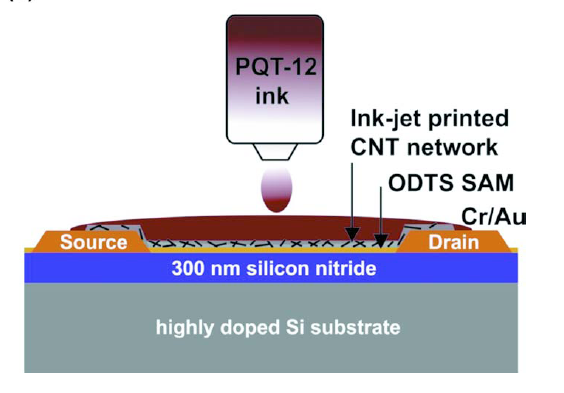 PQT-12
ink
Ink-jet printed
CNT network
ODTS SAM
Cr/Au
Source
Drain
300 nm silicon nitride
highly doped Si substrate